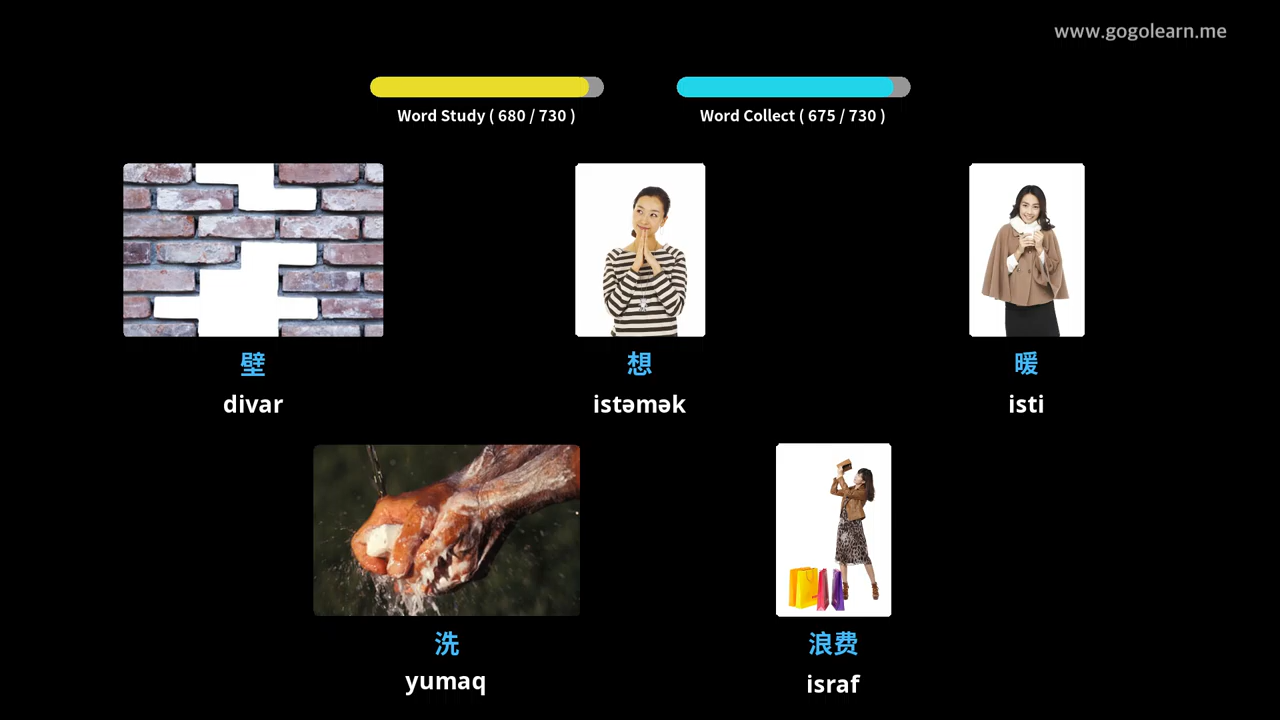 www.gogolearn.me
Word Study ( 680 / 730 )
Word Collect ( 675 / 730 )
壁
divar
想
istəmək
暖
isti
洗
yumaq
浪费
israf